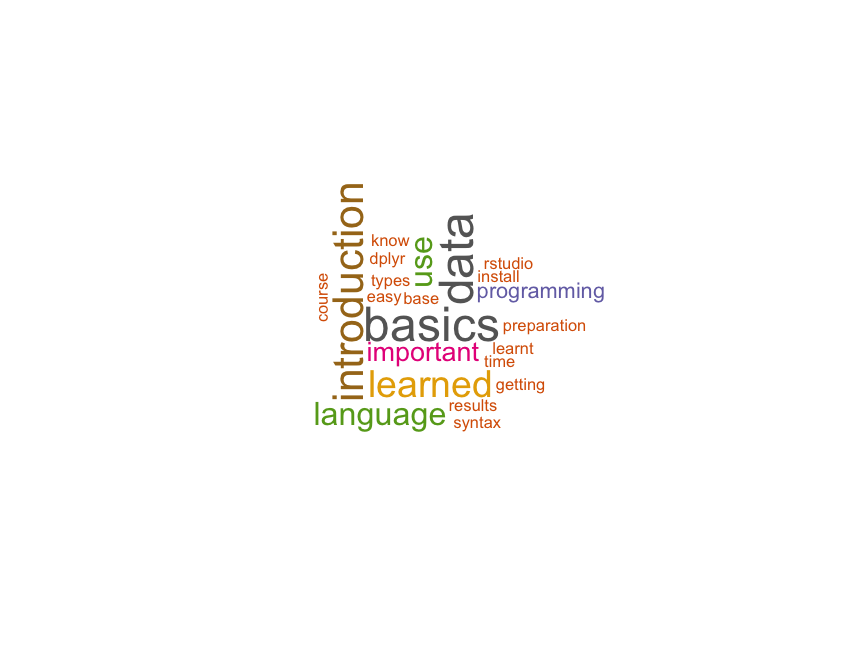 introduction
know
use
data
dplyr
rstudio
course
types
install
easy
base
programming
basics
preparation
important
learnt
time
learned
getting
language
results
syntax